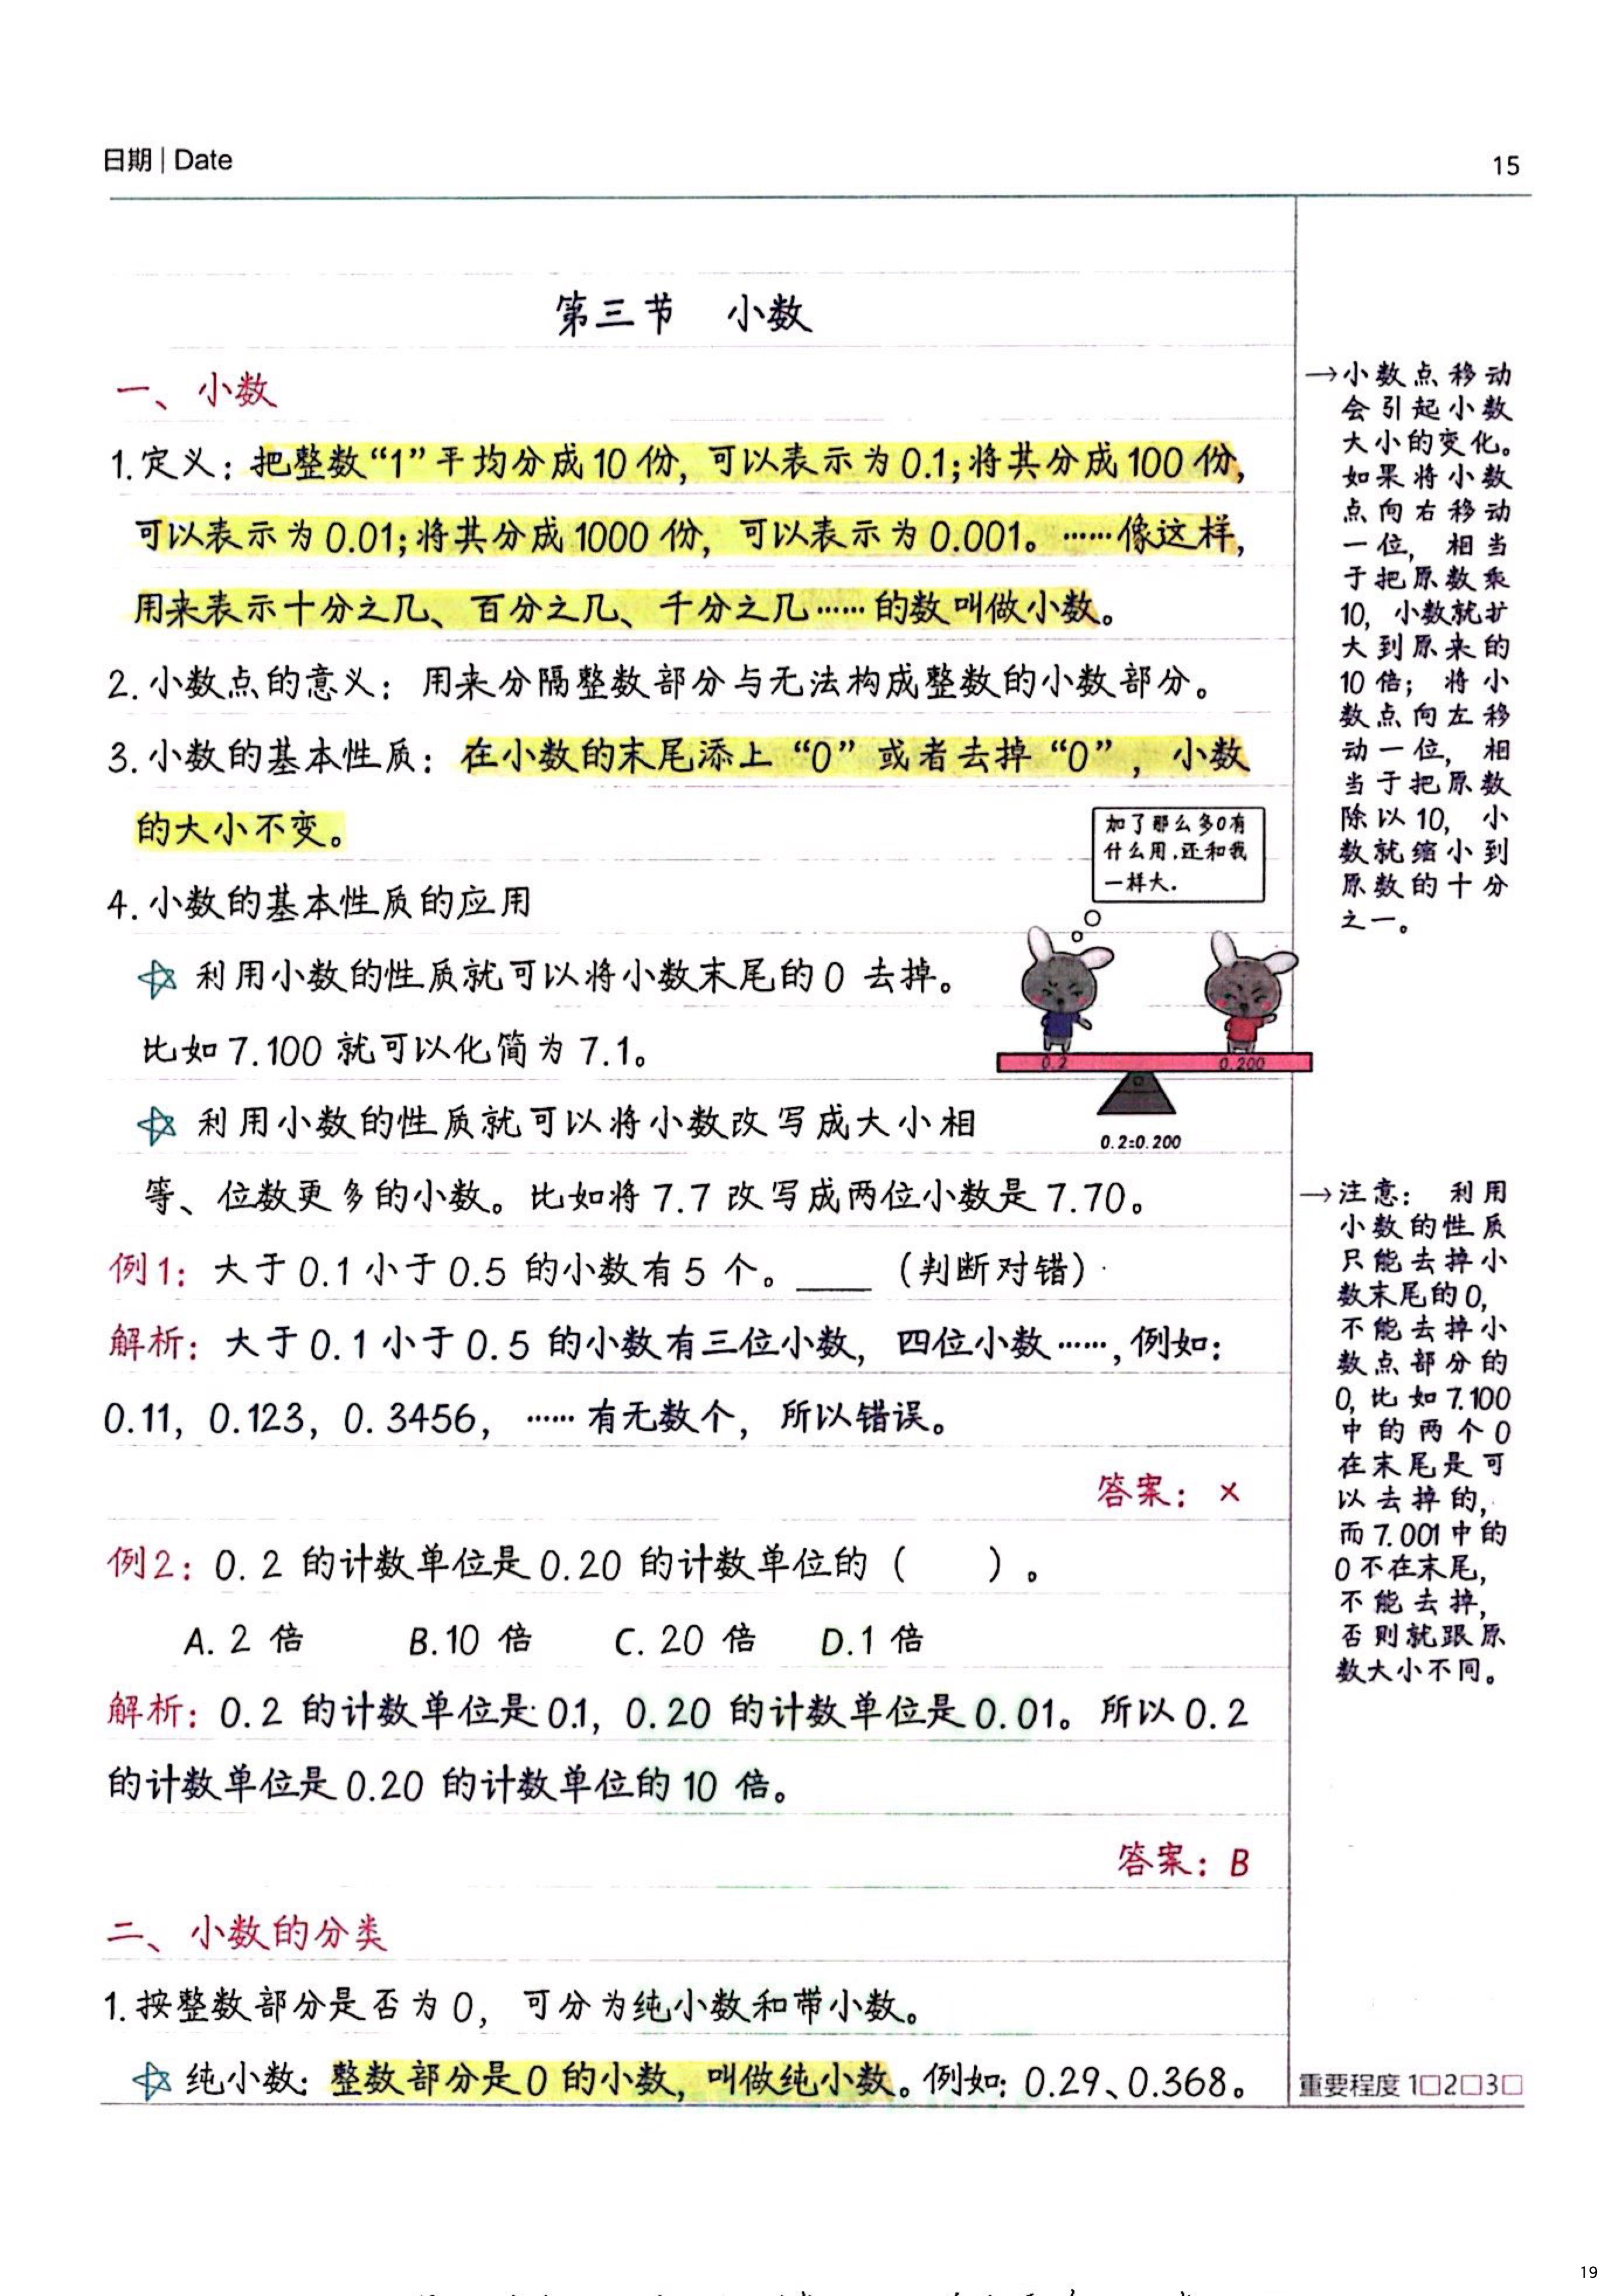 日期 | Date
15
第三节 小数
一、小数
1.定义：把整数“1”平均分成10份，可以表示为0.1;将其分成100份，
可以表示为0.01;将其分成1000份，可以表示为0.001。……像这样，
用来表示十分之几、百分之几、千分之几……的数叫做小数。
2.小数点的意义：用来分隔整数部分与无法构成整数的小数部分。
3.小数的基本性质：在小数的末尾添上“0”或者去掉“0”，小数
的大小不变。
4.小数的基本性质的应用
☆ 利用小数的性质就可以将小数末尾的0去掉。
比如7.100就可以化简为7.1。
☆ 利用小数的性质就可以将小数改写成大小相
等、位数更多的小数。比如将7.7改写成两位小数是7.70。
加了那么多0有
什么用,还和我
一样大.
0.2
0.200
0.2=0.200
例1：大于0.1小于0.5的小数有5个。____（判断对错）
解析：大于0.1小于0.5的小数有三位小数，四位小数……,例如：
0.11，0.123，0.3456，……有无数个，所以错误。
答案：×
例2：0.2的计数单位是0.20的计数单位的（ ）。
A. 2倍 B.10倍 C. 20倍 D.1倍
解析：0.2的计数单位是0.1，0.20的计数单位是0.01。所以0.2
的计数单位是0.20的计数单位的10倍。
答案：B
二、小数的分类
1.按整数部分是否为0，可分为纯小数和带小数。
☆ 纯小数：整数部分是0的小数，叫做纯小数。例如：0.29、0.368。
→小数点移动
会引起小数
大小的变化。
如果将小数
点向右移动
一位，相当
于把原数乘
10，小数就扩
大到原来的
10倍；将小
数点向左移
动一位，相
当于把原数
除以10，小
数就缩小到
原数的十分
之一。
→注意：利用
小数的性质
只能去掉小
数末尾的0，
不能去掉小
数点部分的
0,比如7.100
中的两个0
在末尾是可
以去掉的，
而7.001中的
0不在末尾，
不能去掉，
否则就跟原
数大小不同。
重要程度 1□2□3□
19